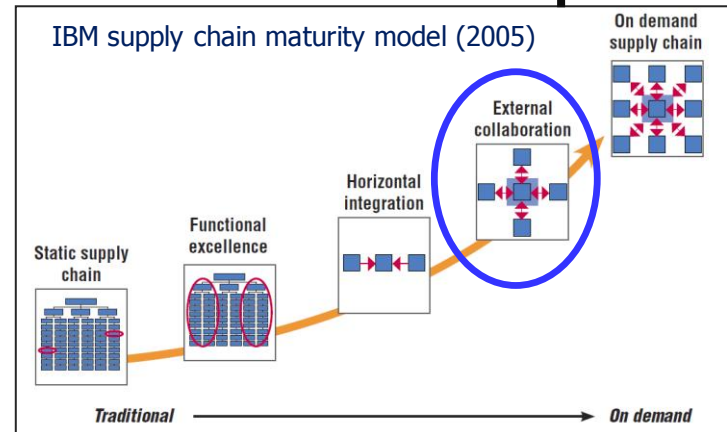 IBM supply chain maturity model (2005)
On demand
supply chain
External
collaboration
Horizontal
integration
Functional
excellence
Static supply
chain
Traditional
On demand